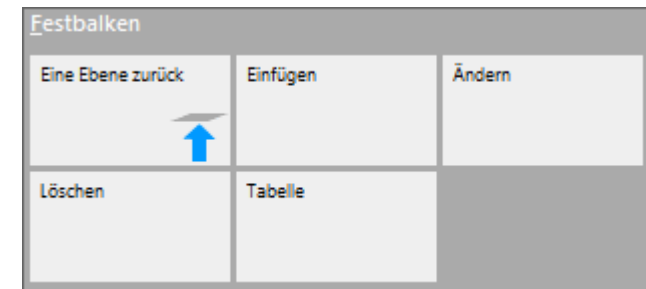 Festbalken
Eine Ebene zurück
Einfügen
Ändern
Löschen
Tabelle